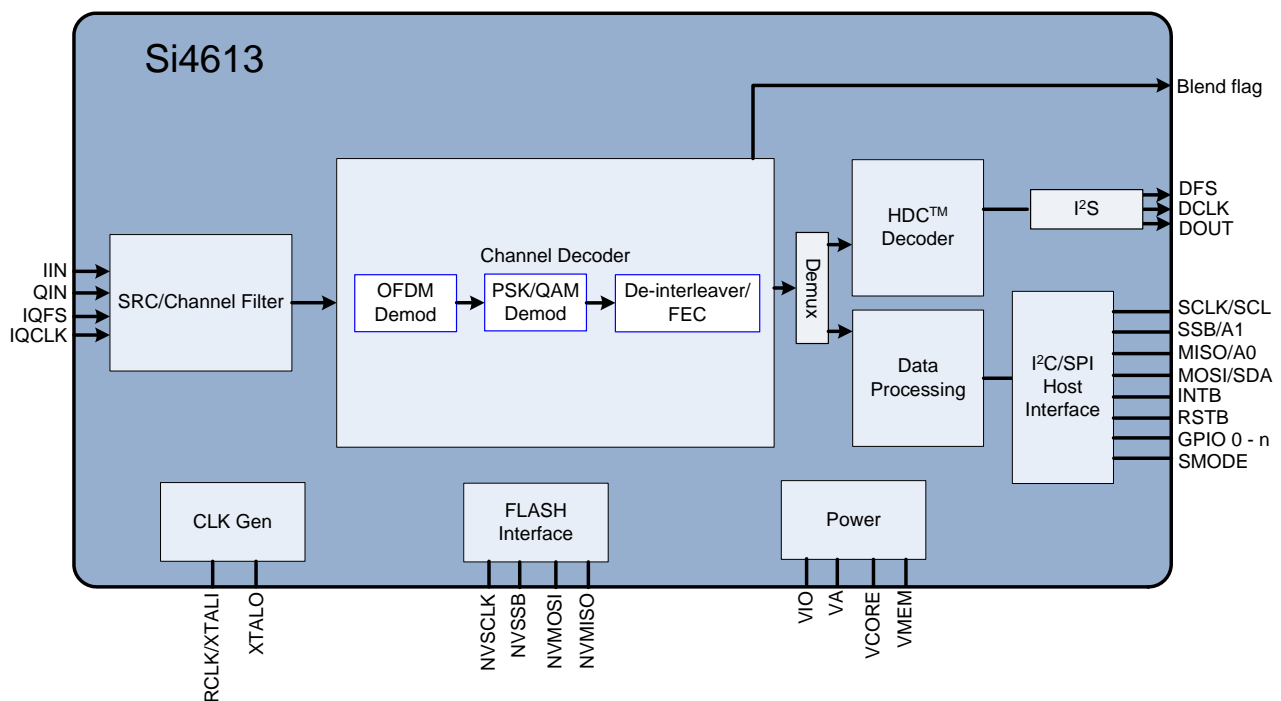 Si4613
Blend flag
IIN
QIN
IQFS
IQCLK
SRC/Channel Filter
Channel Decoder
OFDM
Demod
PSK/QAM
Demod
De-interleaver/
FEC
Demux
HDC™
Decoder
I²S
DFS
DCLK
DOUT
Data
Processing
I²C/SPI
Host
Interface
SCLK/SCL
SSB/A1
MISO/A0
MOSI/SDA
INTB
RSTB
GPIO 0 - n
SMODE
CLK Gen
RCLK/XTALI
XTALO
FLASH
Interface
NVSCLK
NVSSB
NVMOSI
NVMISO
Power
VIO
VA
VCORE
VMEM